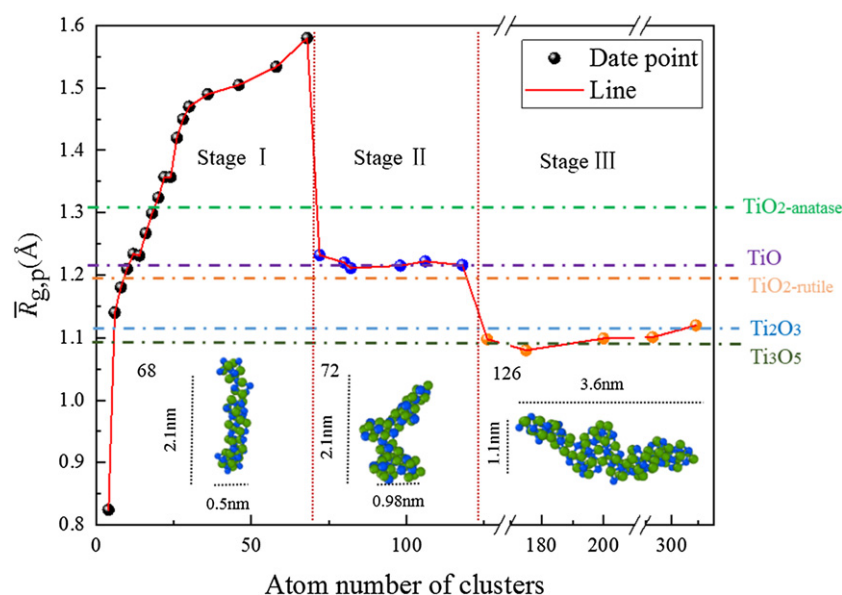 1.6
1.5
1.4
1.3
1.2
1.1
1.0
0.9
0.8
R̅g,p(Å)
Date point
Line
Stage Ⅰ
Stage Ⅱ
Stage Ⅲ
TiO2-anatase
TiO
TiO2-rutile
Ti2O3
Ti3O5
68
2.1nm
0.5nm
72
2.1nm
0.98nm
126
3.6nm
1.1nm
0
50
100
180
200
300
Atom number of clusters